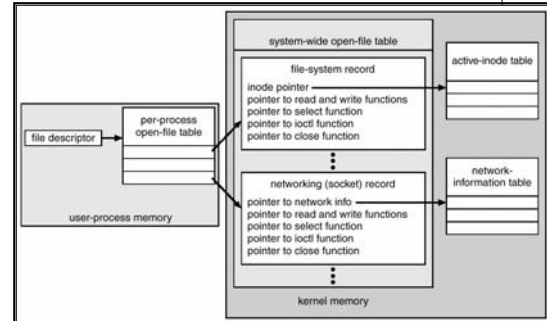 system-wide open-file table
file-system record
inode pointer
pointer to read and write functions
pointer to select function
pointer to ioctl function
pointer to close function
networking (socket) record
pointer to network info
pointer to read and write functions
pointer to select function
pointer to ioctl function
pointer to close function
kernel memory
active-inode table
network-
information table
file descriptor
per-process
open-file table
user-process memory